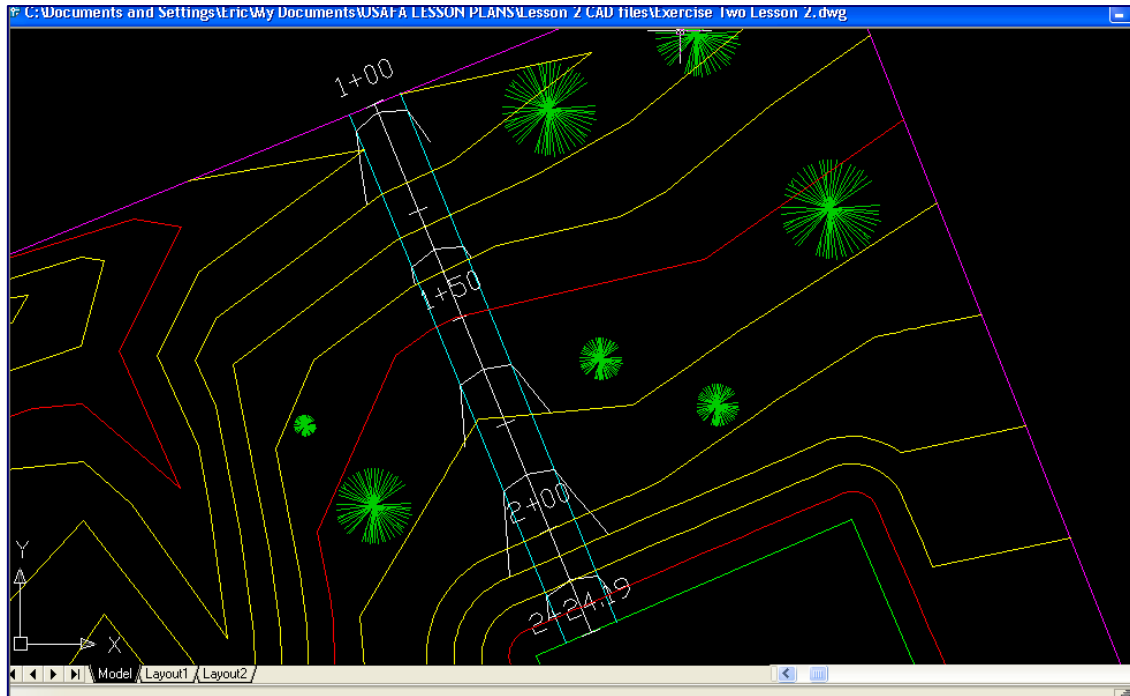 C:\Documents and Settings\Eric\My Documents\USAFA LESSON PLANS\Lesson 2 CAD files\Exercise Two Lesson 2.dwg
1+00
1+50
2+00
2+24.19
Y
X
Model Layout1 Layout2